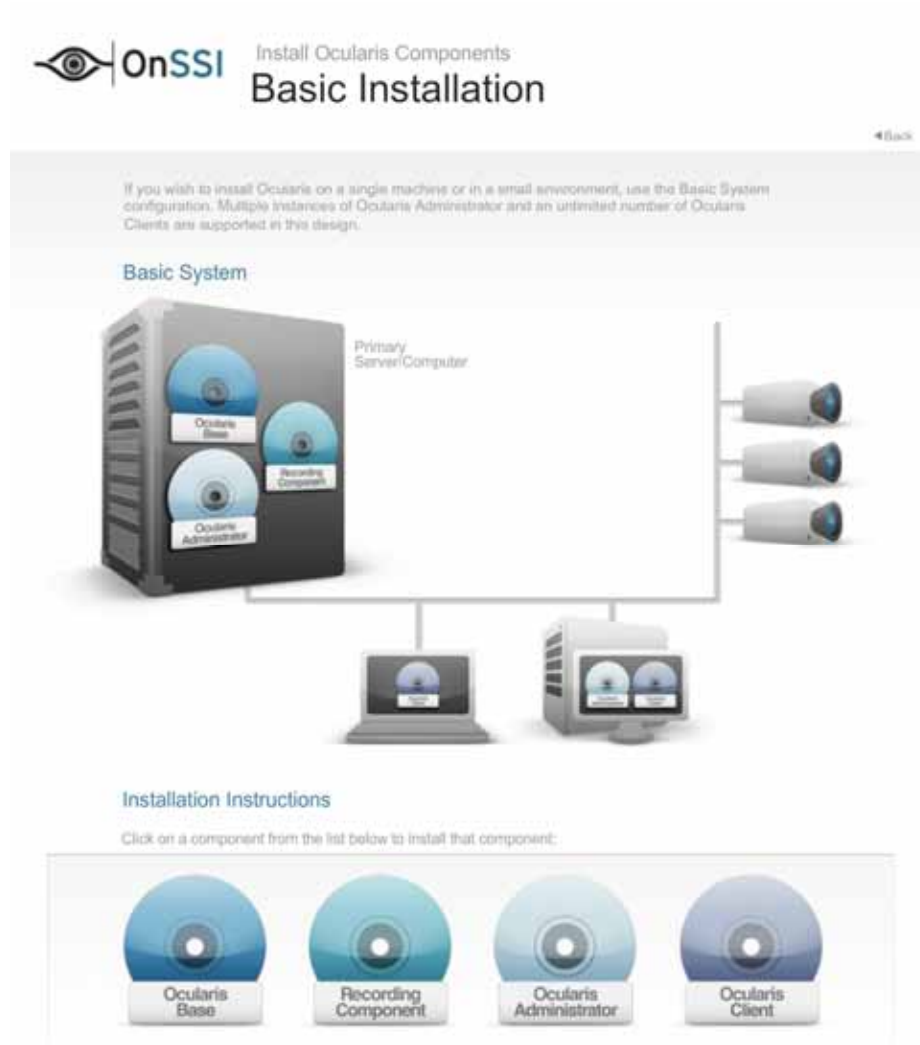 OnSSI
Install Ocularis Components
Basic Installation
◄Back
If you wish to install Ocularis on a single machine or in a small environment, use the Basic System
configuration. Multiple instances of Ocularis Administrator and an unlimited number of Ocularis
Clients are supported in this design.
Basic System
Primary
Server/Computer
Ocularis
Base
Recording
Component
Ocularis
Administrator
Installation Instructions
Click on a component from the list below to install that component:
Ocularis
Base
Recording
Component
Ocularis
Administrator
Ocularis
Client